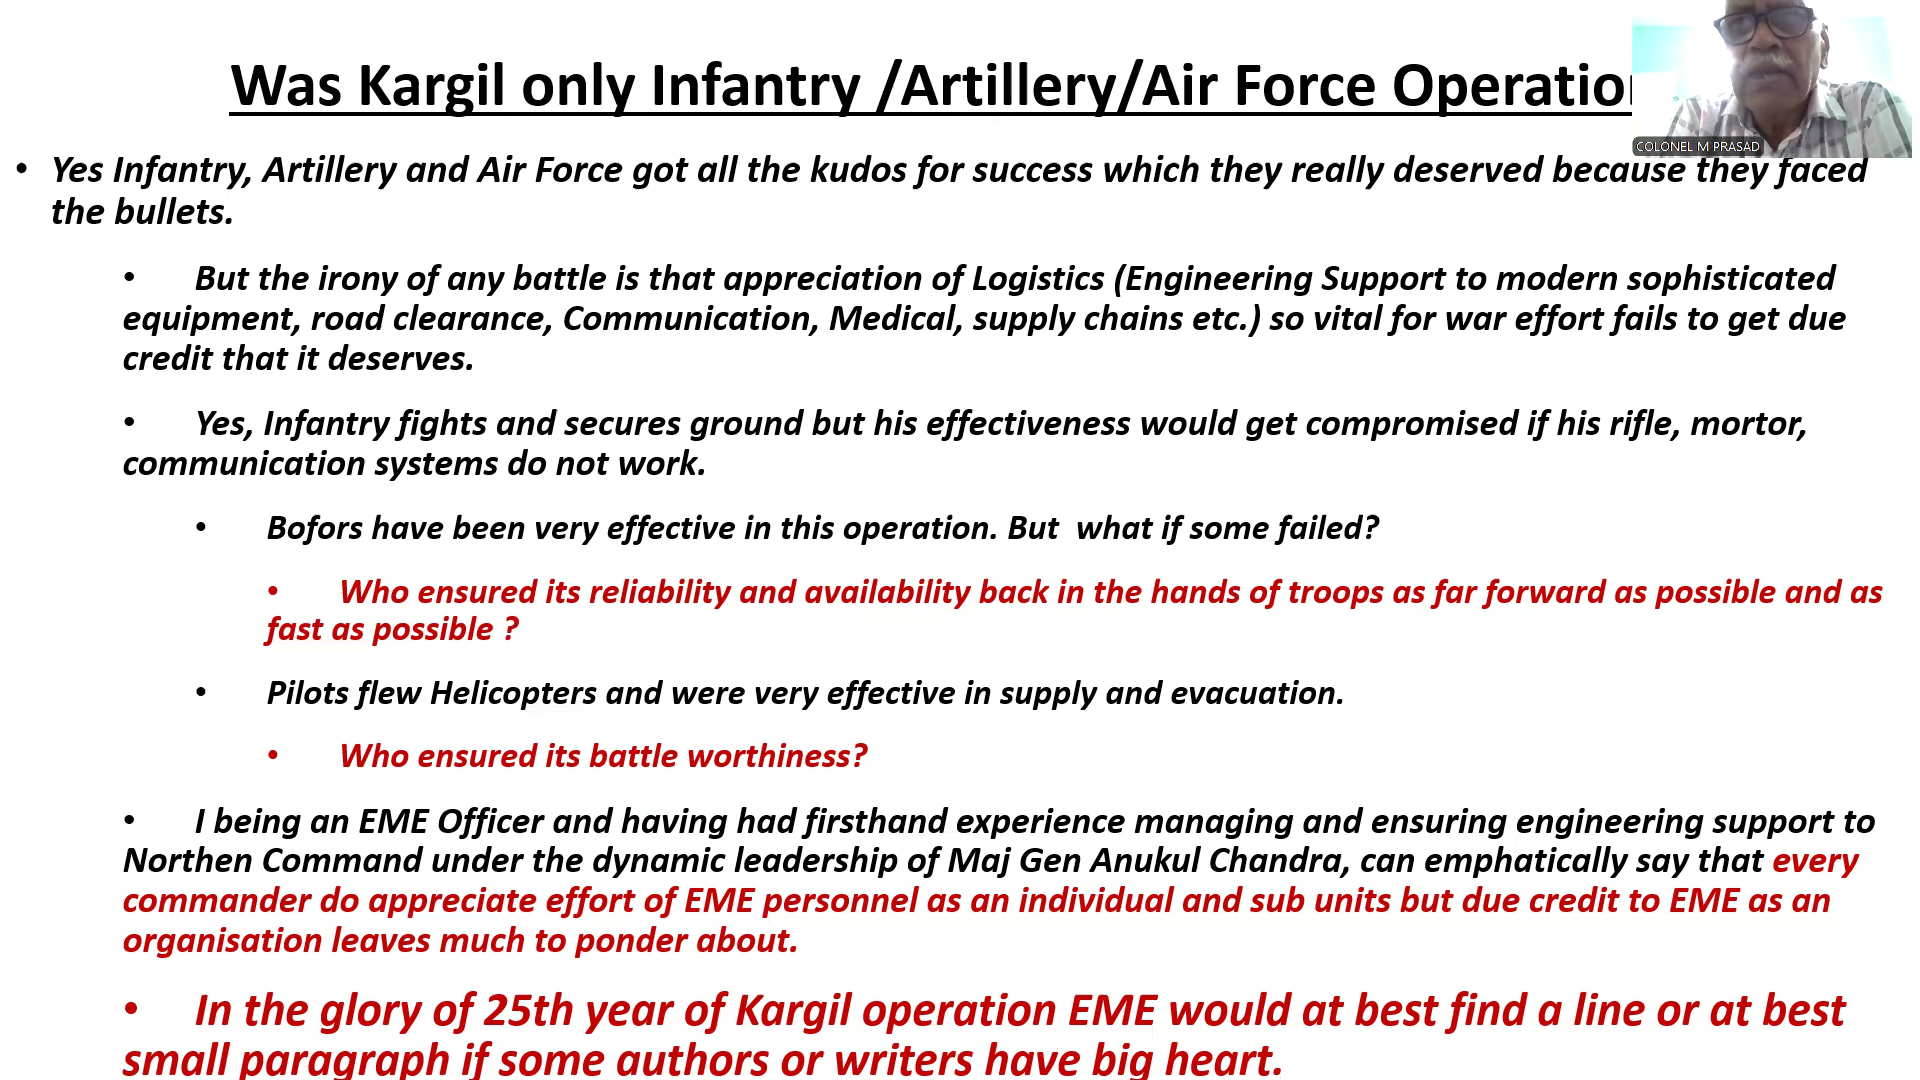 Was Kargil only Infantry /Artillery/Air Force Operation
COLONEL M PRASAD
• Yes Infantry, Artillery and Air Force got all the kudos for success which they really deserved because they faced
the bullets.
• But the irony of any battle is that appreciation of Logistics (Engineering Support to modern sophisticated
equipment, road clearance, Communication, Medical, supply chains etc.) so vital for war effort fails to get due
credit that it deserves.
• Yes, Infantry fights and secures ground but his effectiveness would get compromised if his rifle, mortor,
communication systems do not work.
• Bofors have been very effective in this operation. But what if some failed?
• Who ensured its reliability and availability back in the hands of troops as far forward as possible and as
fast as possible ?
• Pilots flew Helicopters and were very effective in supply and evacuation.
• Who ensured its battle worthiness?
• I being an EME Officer and having had firsthand experience managing and ensuring engineering support to
Northen Command under the dynamic leadership of Maj Gen Anukul Chandra, can emphatically say that every
commander do appreciate effort of EME personnel as an individual and sub units but due credit to EME as an
organisation leaves much to ponder about.
• In the glory of 25th year of Kargil operation EME would at best find a line or at best
small paragraph if some authors or writers have big heart.